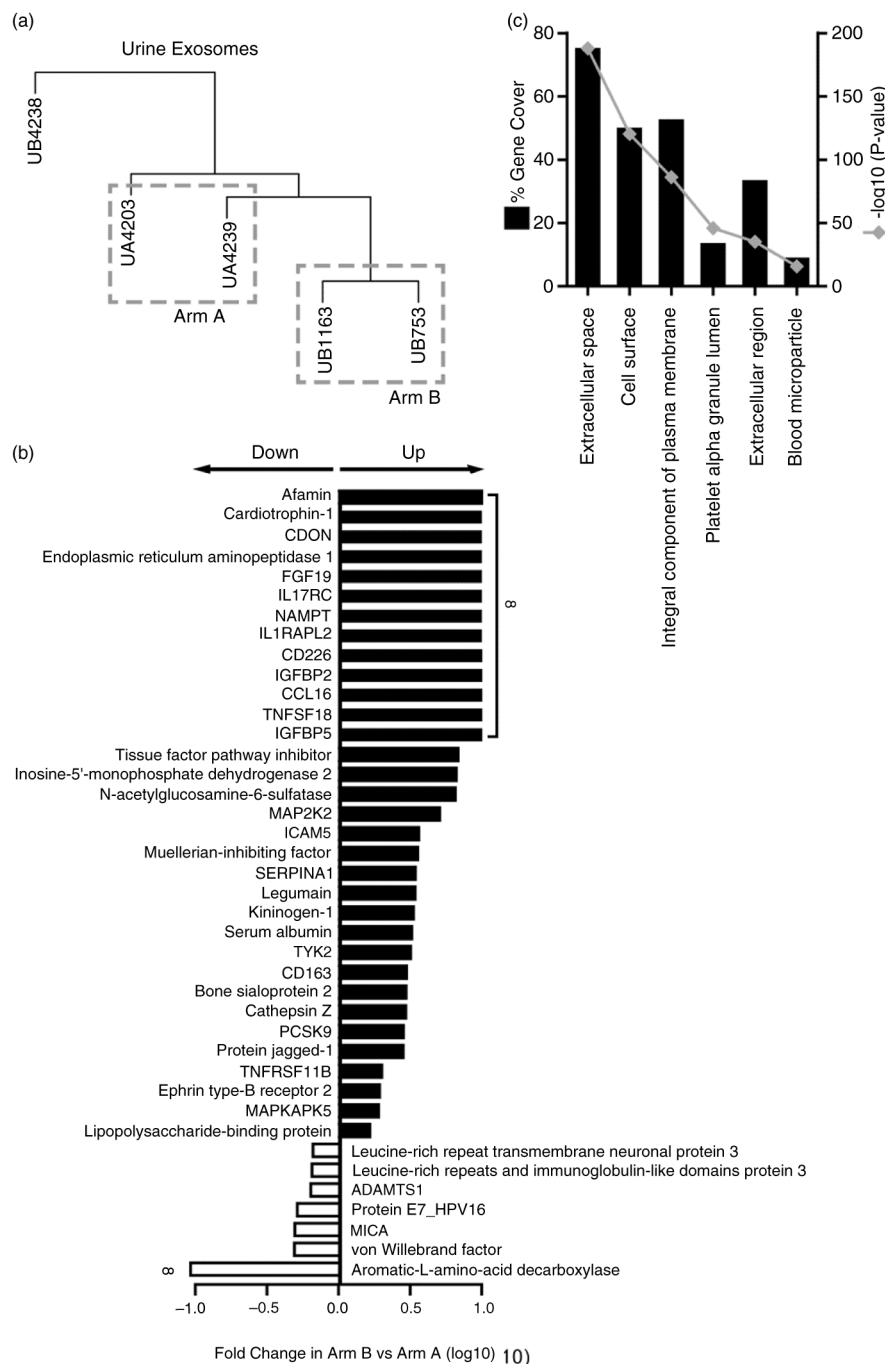 (a)
Urine Exosomes
UB4238
UA4203
UA4239
Arm A
UB1163
UB753
Arm B
(c)
80
60
40
20
0
% Gene Cover
200
150
100
50
0
-log10 (P-value)
Extracellular space
Cell surface
Integral component of plasma membrane
Platelet alpha granule lumen
Extracellular region
Blood microparticle
(b)
Down
Up
Afamin
Cardiotrophin-1
CDON
Endoplasmic reticulum aminopeptidase 1
FGF19
IL17RC
NAMPT
IL1RAPL2
CD226
IGFBP2
CCL16
TNFSF18
IGFBP5
∞
Tissue factor pathway inhibitor
Inosine-5'-monophosphate dehydrogenase 2
N-acetylglucosamine-6-sulfatase
MAP2K2
ICAM5
Muellerian-inhibiting factor
SERPINA1
Legumain
Kininogen-1
Serum albumin
TYK2
CD163
Bone sialoprotein 2
Cathepsin Z
PCSK9
Protein jagged-1
TNFRSF11B
Ephrin type-B receptor 2
MAPKAPK5
Lipopolysaccharide-binding protein
Leucine-rich repeat transmembrane neuronal protein 3
Leucine-rich repeats and immunoglobulin-like domains protein 3
ADAMTS1
Protein E7_HPV16
MICA
von Willebrand factor
∞ Aromatic-L-amino-acid decarboxylase
−1.0 −0.5 0.0 0.5 1.0
Fold Change in Arm B vs Arm A (log10) 10)